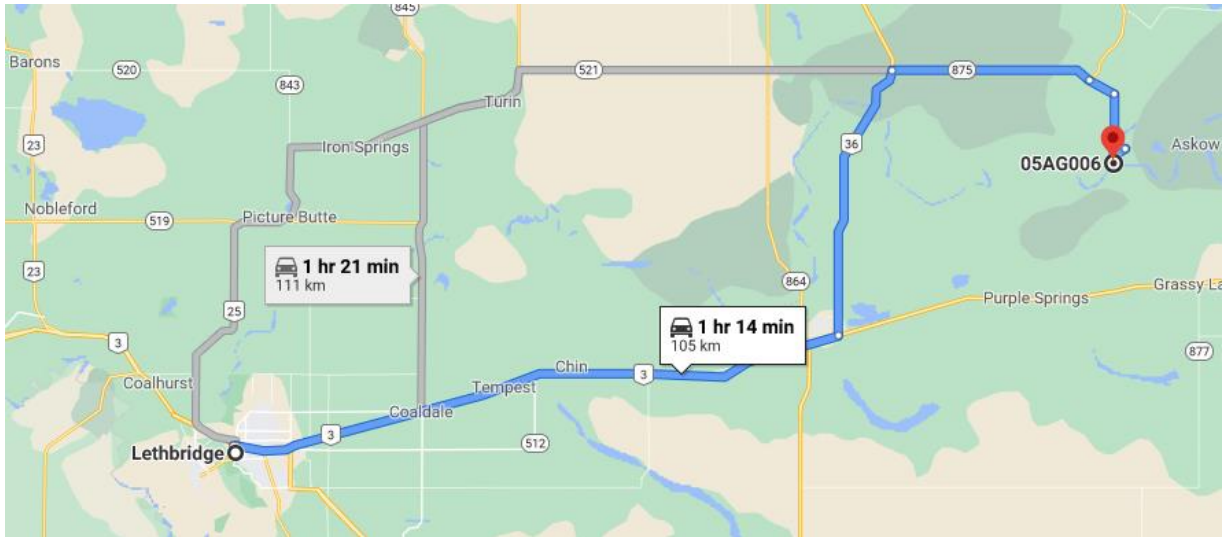 845
Barons
520
521
875
843
Turin
23
36
Iron Springs
Askow
05AG006
Nobleford
519
Picture Butte
1 hr 21 min
111 km
23
864
Grassy La
Purple Springs
25
1 hr 14 min
105 km
3
877
Coalhurst
Chin
3
Tempest
Coaldale
3
512
Lethbridge